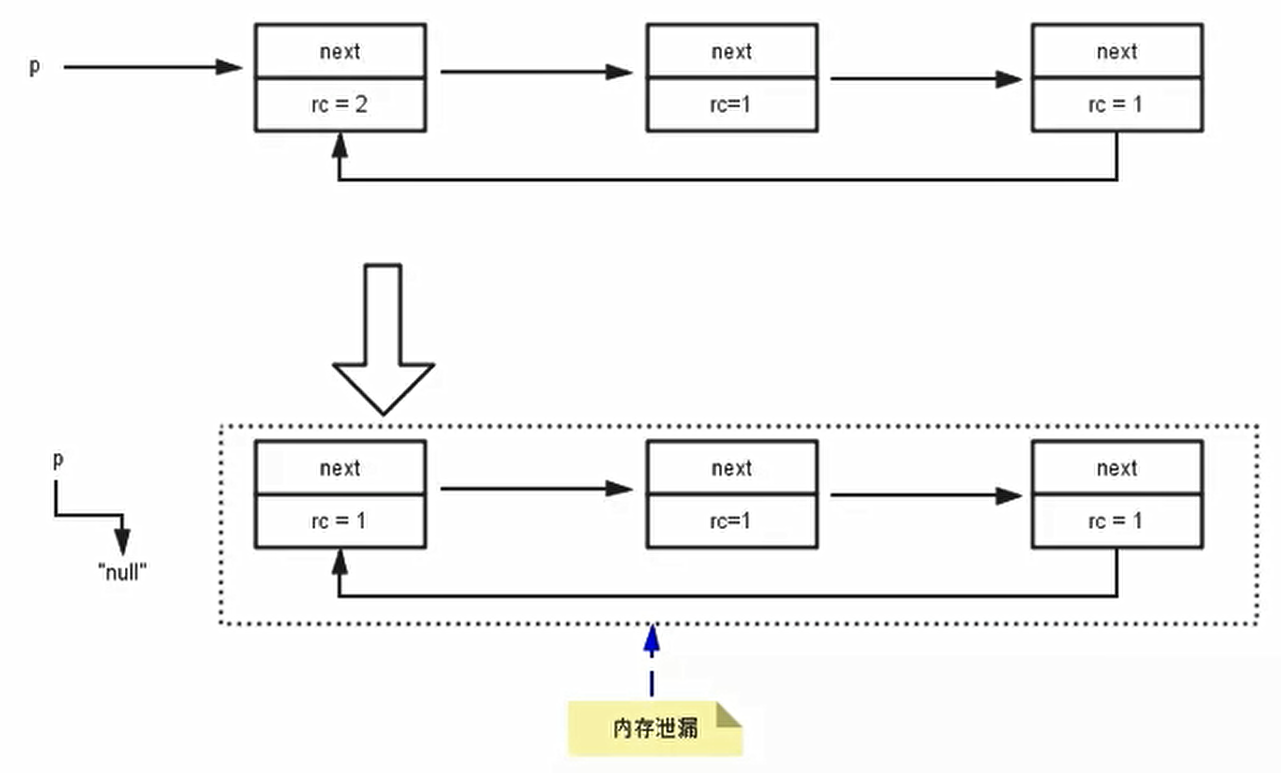 p
next
next
next
rc = 2
rc=1
rc = 1
p
next
next
next
rc = 1
rc=1
rc = 1
"null"
内存泄漏